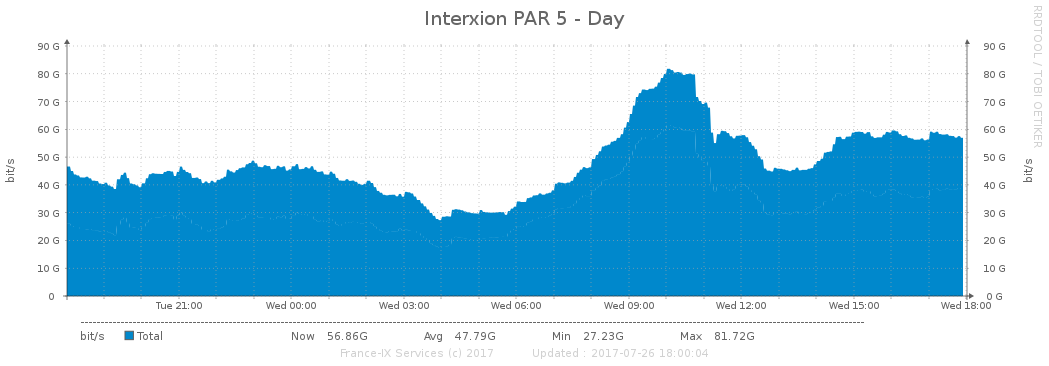 Interxion PAR 5 - Day
RRDTOOL / TOBI OETIKER
90 G 90 G
80 G 80 G
70 G 70 G
60 G 60 G
50 G 50 G
40 G 40 G
30 G 30 G
20 G 20 G
10 G 10 G
0 0 G
bit/s bit/s
Tue 21:00 Wed 00:00 Wed 03:00 Wed 06:00 Wed 09:00 Wed 12:00 Wed 15:00 Wed 18:00
bit/s Total Now 56.86G Avg 47.79G Min 27.23G Max 81.72G
France-IX Services (c) 2017 Updated : 2017-07-26 18:00:04